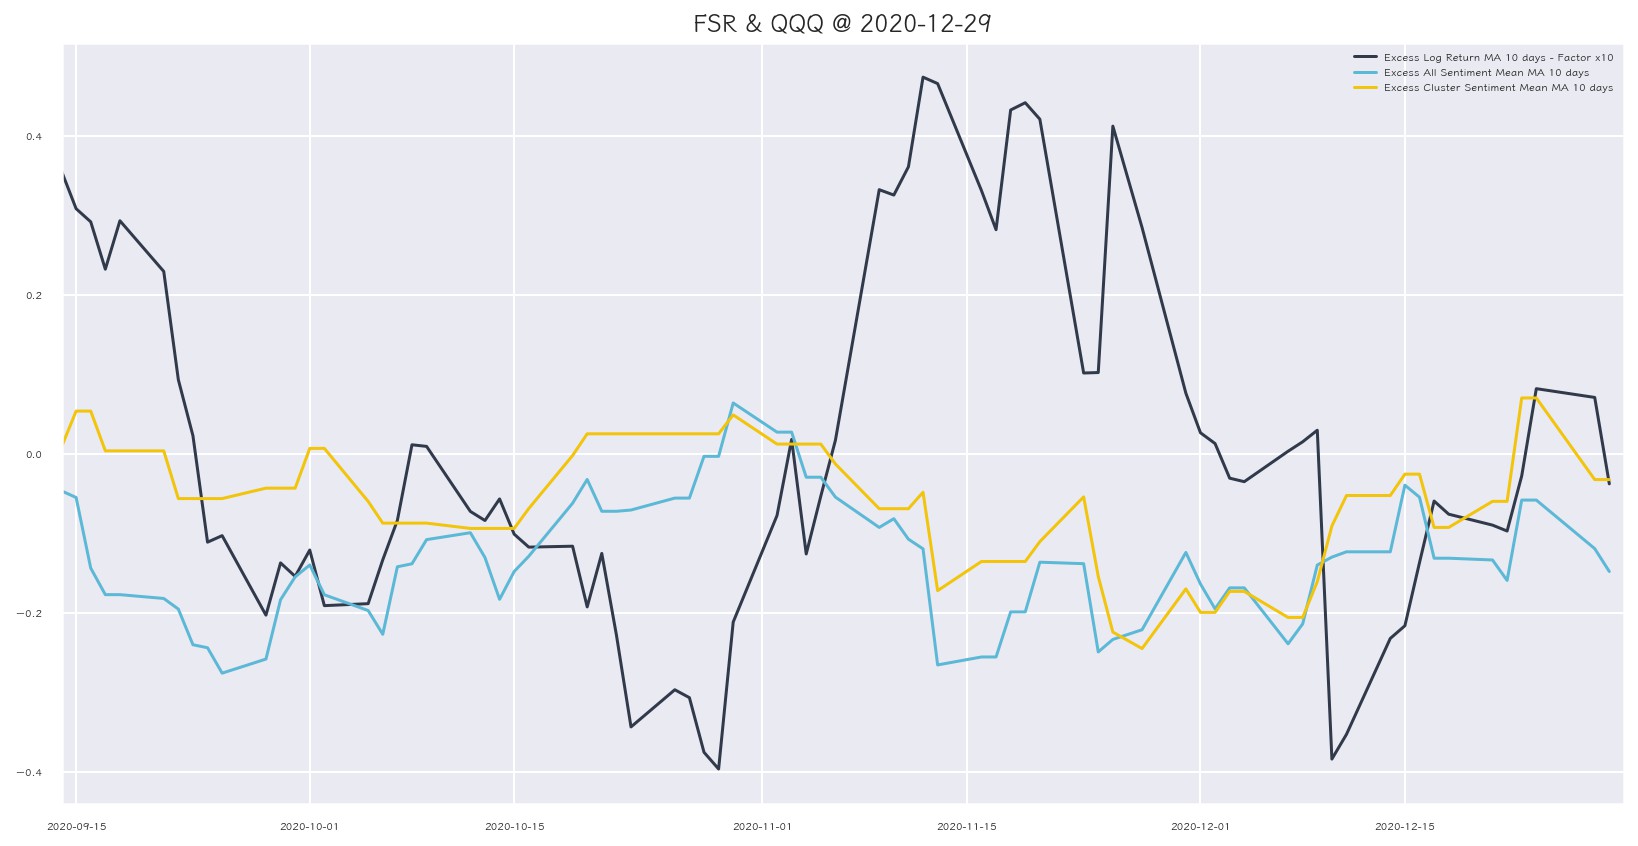 FSR & QQQ @ 2020-12-29
Excess Log Return MA 10 days - Factor x10
Excess All Sentiment Mean MA 10 days
Excess Cluster Sentiment Mean MA 10 days
0.4
0.2
0.0
−0.2
−0.4
2020-09-15 2020-10-01 2020-10-15 2020-11-01 2020-11-15 2020-12-01 2020-12-15